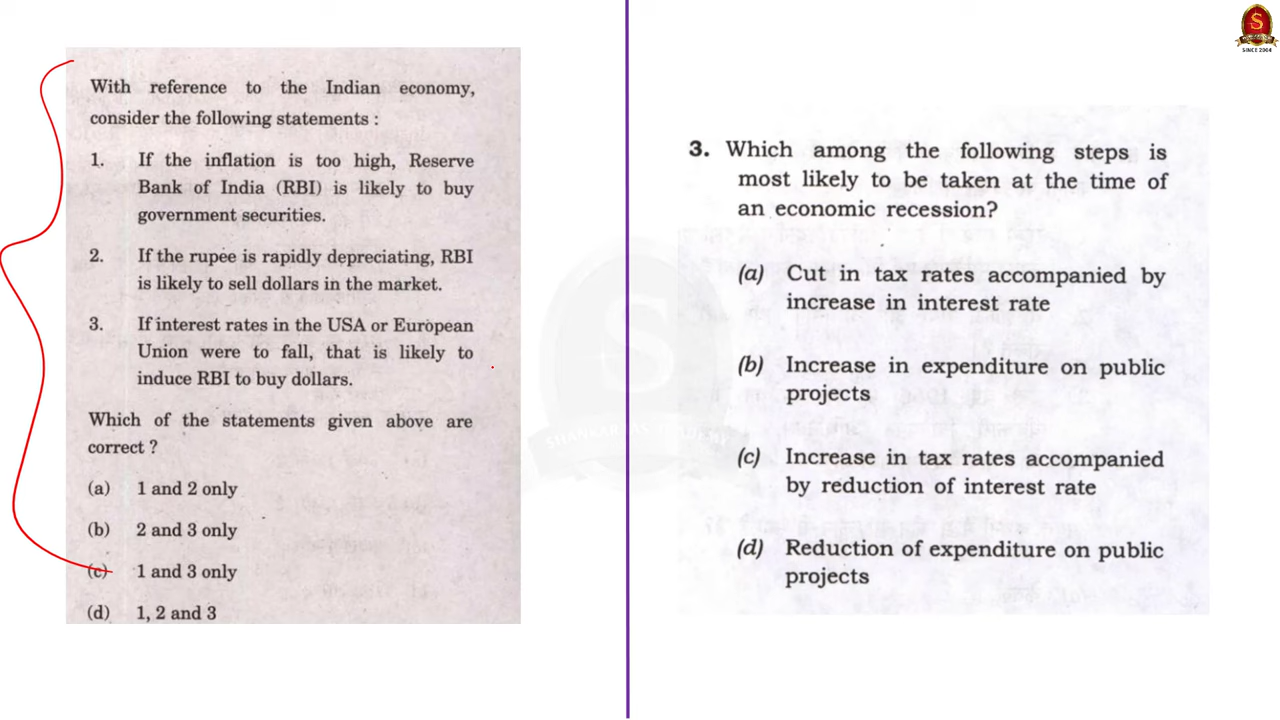 With reference to the Indian economy,
consider the following statements :
1. If the inflation is too high, Reserve
Bank of India (RBI) is likely to buy
government securities.
2. If the rupee is rapidly depreciating, RBI
is likely to sell dollars in the market.
3. If interest rates in the USA or European
Union were to fall, that is likely to
induce RBI to buy dollars.
Which of the statements given above are
correct ?
(a) 1 and 2 only
(b) 2 and 3 only
(c) 1 and 3 only
(d) 1, 2 and 3
3. Which among the following steps is
most likely to be taken at the time of
an economic recession?
(a) Cut in tax rates accompanied by
increase in interest rate
(b) Increase in expenditure on public
projects
(c) Increase in tax rates accompanied
by reduction of interest rate
(d) Reduction of expenditure on public
projects
S
SINCE 2004
S
SHANKAR IAS ACADEMY